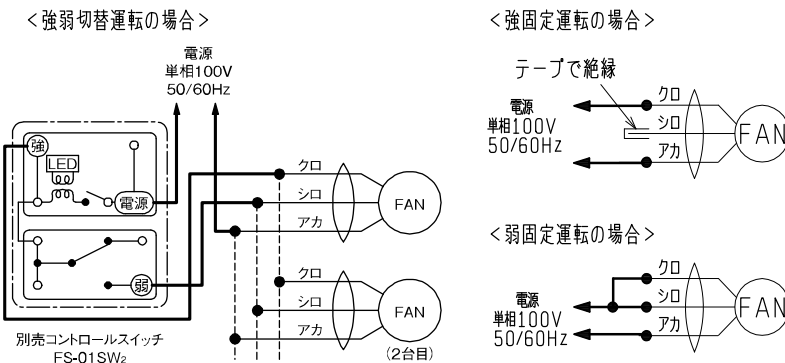 <強弱切替運転の場合>
電源
単相100V
50/60Hz
強
LED
電源
弱
別売コントロールスイッチ
FS-01SW₂
クロ
シロ
アカ
FAN
クロ
シロ
アカ
FAN
(2台目)
<強固定運転の場合>
テープで絶縁
電源
単相100V
50/60Hz
クロ
シロ
アカ
FAN
<弱固定運転の場合>
電源
単相100V
50/60Hz
クロ
シロ
アカ
FAN